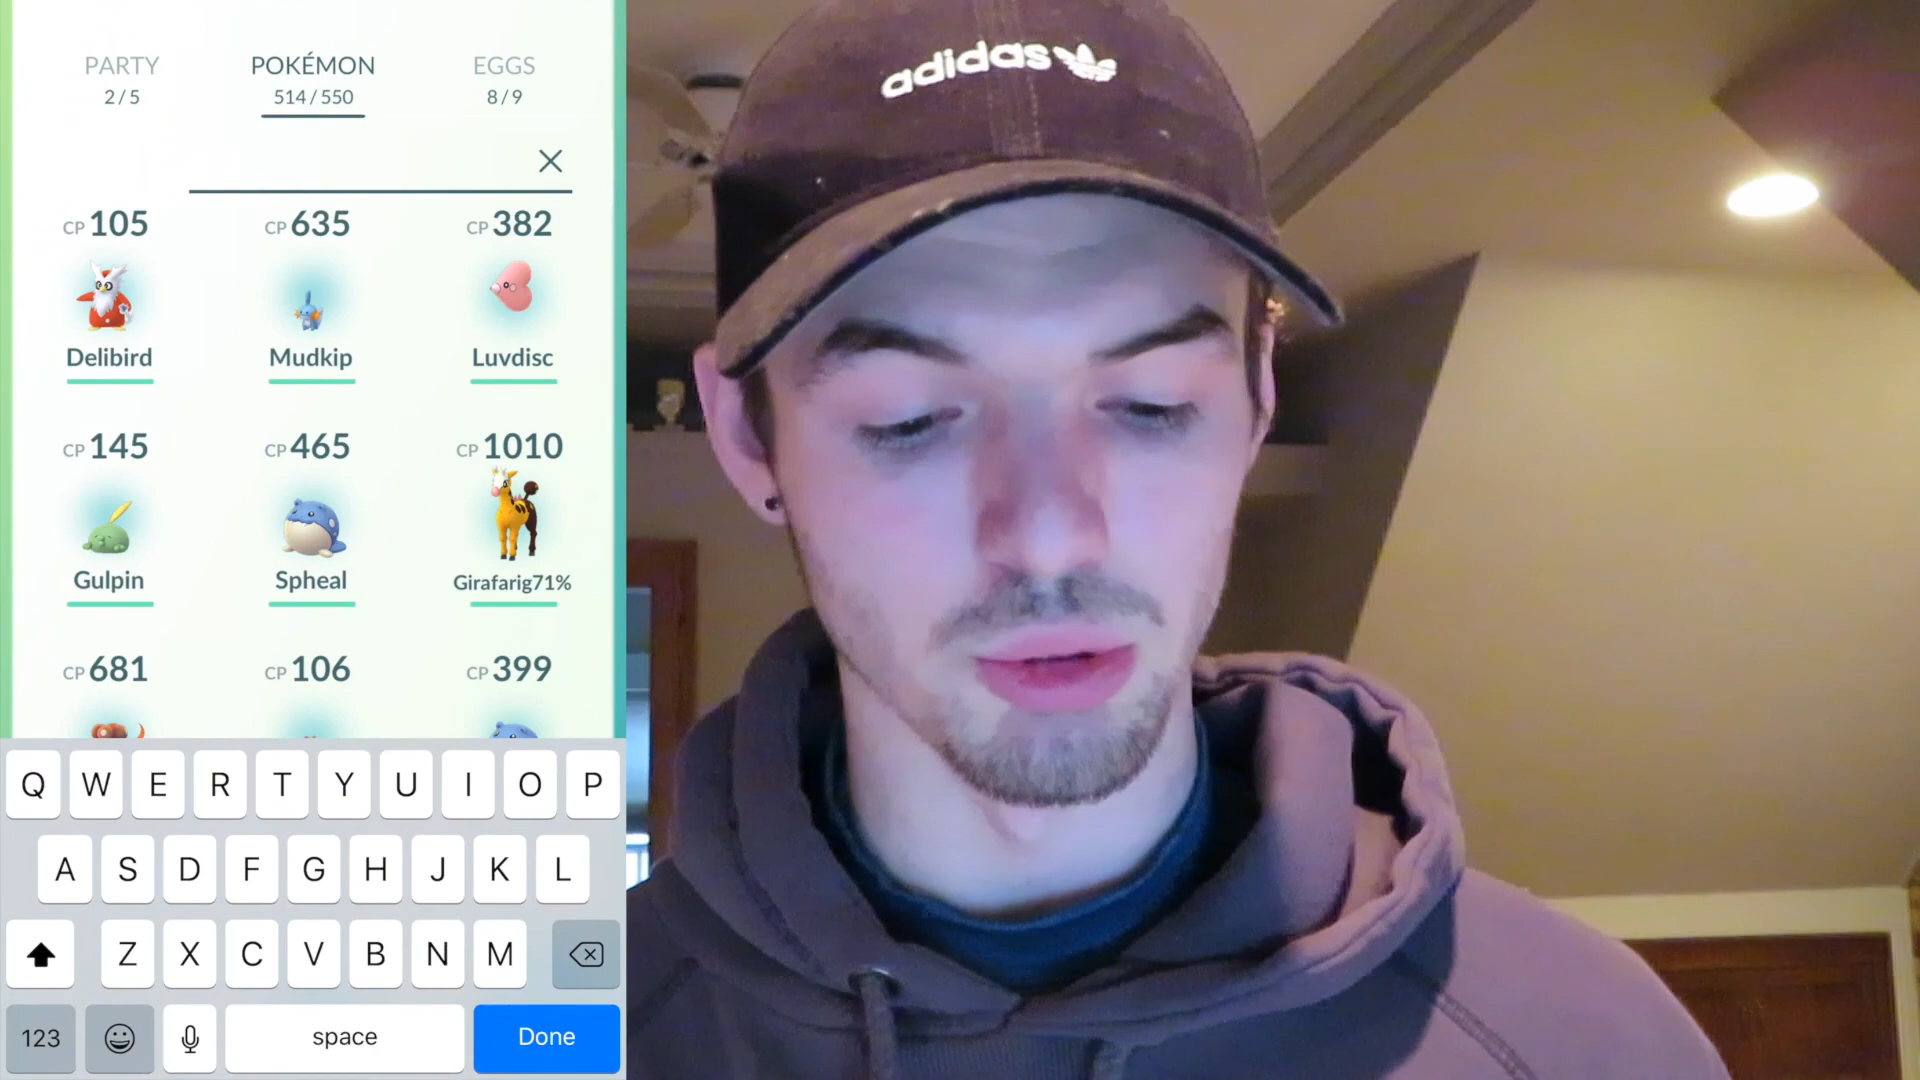 PARTY
POKÉMON
EGGS
2 / 5
514 / 550
8 / 9
CP 105
CP 635
CP 382
Delibird
Mudkip
Luvdisc
CP 145
CP 465
CP 1010
Gulpin
Spheal
Girafarig71%
CP 681
CP 106
CP 399
Q W E R T Y U I O P
A S D F G H J K L
Z X C V B N M
123
space
Done
adidas